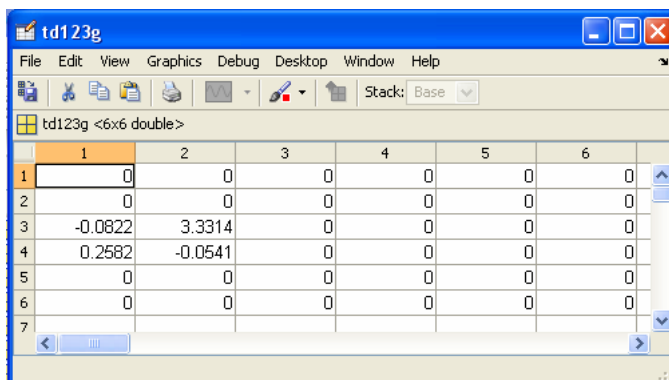 td123g
File Edit View Graphics Debug Desktop Window Help
Stack: Base
td123g <6x6 double>
1 2 3 4 5 6
1 0 0 0 0 0 0
2 0 0 0 0 0 0
3 -0.0822 3.3314 0 0 0 0
4 0.2582 -0.0541 0 0 0 0
5 0 0 0 0 0 0
6 0 0 0 0 0 0
7